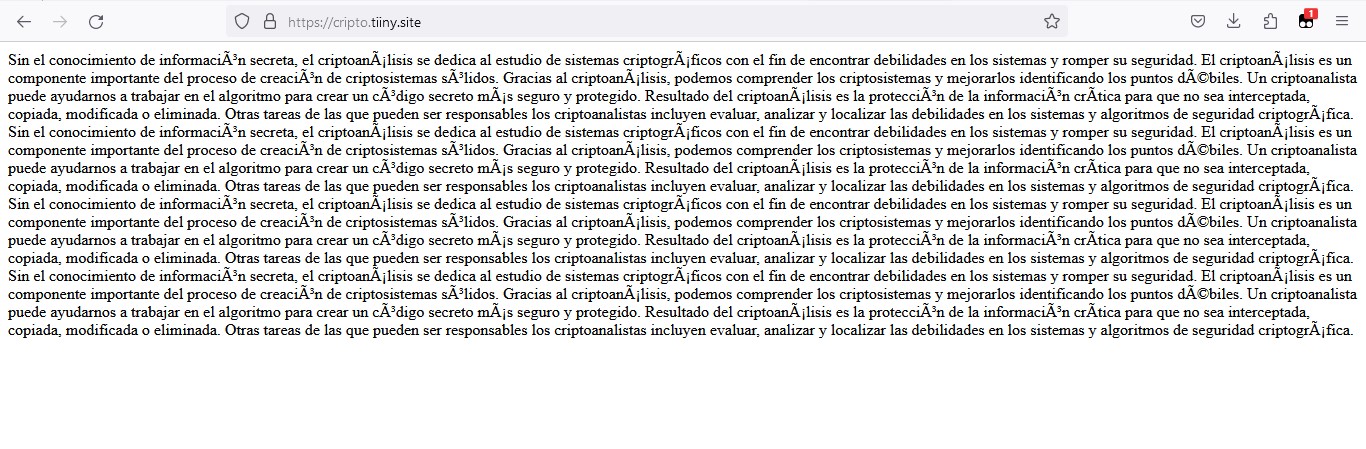 https://cripto.tiiny.site
1
Sin el conocimiento de informaciÃ³n secreta, el criptoanÃ¡lisis se dedica al estudio de sistemas criptogrÃ¡ficos con el fin de encontrar debilidades en los sistemas y romper su seguridad. El criptoanÃ¡lisis es un
componente importante del proceso de creaciÃ³n de criptosistemas sÃ³lidos. Gracias al criptoanÃ¡lisis, podemos comprender los criptosistemas y mejorarlos identificando los puntos dÃ©biles. Un criptoanalista
puede ayudarnos a trabajar en el algoritmo para crear un cÃ³digo secreto mÃ¡s seguro y protegido. Resultado del criptoanÃ¡lisis es la protecciÃ³n de la informaciÃ³n crÃtica para que no sea interceptada,
copiada, modificada o eliminada. Otras tareas de las que pueden ser responsables los criptoanalistas incluyen evaluar, analizar y localizar las debilidades en los sistemas y algoritmos de seguridad criptogrÃ¡fica.
Sin el conocimiento de informaciÃ³n secreta, el criptoanÃ¡lisis se dedica al estudio de sistemas criptogrÃ¡ficos con el fin de encontrar debilidades en los sistemas y romper su seguridad. El criptoanÃ¡lisis es un
componente importante del proceso de creaciÃ³n de criptosistemas sÃ³lidos. Gracias al criptoanÃ¡lisis, podemos comprender los criptosistemas y mejorarlos identificando los puntos dÃ©biles. Un criptoanalista
puede ayudarnos a trabajar en el algoritmo para crear un cÃ³digo secreto mÃ¡s seguro y protegido. Resultado del criptoanÃ¡lisis es la protecciÃ³n de la informaciÃ³n crÃtica para que no sea interceptada,
copiada, modificada o eliminada. Otras tareas de las que pueden ser responsables los criptoanalistas incluyen evaluar, analizar y localizar las debilidades en los sistemas y algoritmos de seguridad criptogrÃ¡fica.
Sin el conocimiento de informaciÃ³n secreta, el criptoanÃ¡lisis se dedica al estudio de sistemas criptogrÃ¡ficos con el fin de encontrar debilidades en los sistemas y romper su seguridad. El criptoanÃ¡lisis es un
componente importante del proceso de creaciÃ³n de criptosistemas sÃ³lidos. Gracias al criptoanÃ¡lisis, podemos comprender los criptosistemas y mejorarlos identificando los puntos dÃ©biles. Un criptoanalista
puede ayudarnos a trabajar en el algoritmo para crear un cÃ³digo secreto mÃ¡s seguro y protegido. Resultado del criptoanÃ¡lisis es la protecciÃ³n de la informaciÃ³n crÃtica para que no sea interceptada,
copiada, modificada o eliminada. Otras tareas de las que pueden ser responsables los criptoanalistas incluyen evaluar, analizar y localizar las debilidades en los sistemas y algoritmos de seguridad criptogrÃ¡fica.
Sin el conocimiento de informaciÃ³n secreta, el criptoanÃ¡lisis se dedica al estudio de sistemas criptogrÃ¡ficos con el fin de encontrar debilidades en los sistemas y romper su seguridad. El criptoanÃ¡lisis es un
componente importante del proceso de creaciÃ³n de criptosistemas sÃ³lidos. Gracias al criptoanÃ¡lisis, podemos comprender los criptosistemas y mejorarlos identificando los puntos dÃ©biles. Un criptoanalista
puede ayudarnos a trabajar en el algoritmo para crear un cÃ³digo secreto mÃ¡s seguro y protegido. Resultado del criptoanÃ¡lisis es la protecciÃ³n de la informaciÃ³n crÃtica para que no sea interceptada,
copiada, modificada o eliminada. Otras tareas de las que pueden ser responsables los criptoanalistas incluyen evaluar, analizar y localizar las debilidades en los sistemas y algoritmos de seguridad criptogrÃ¡fica.